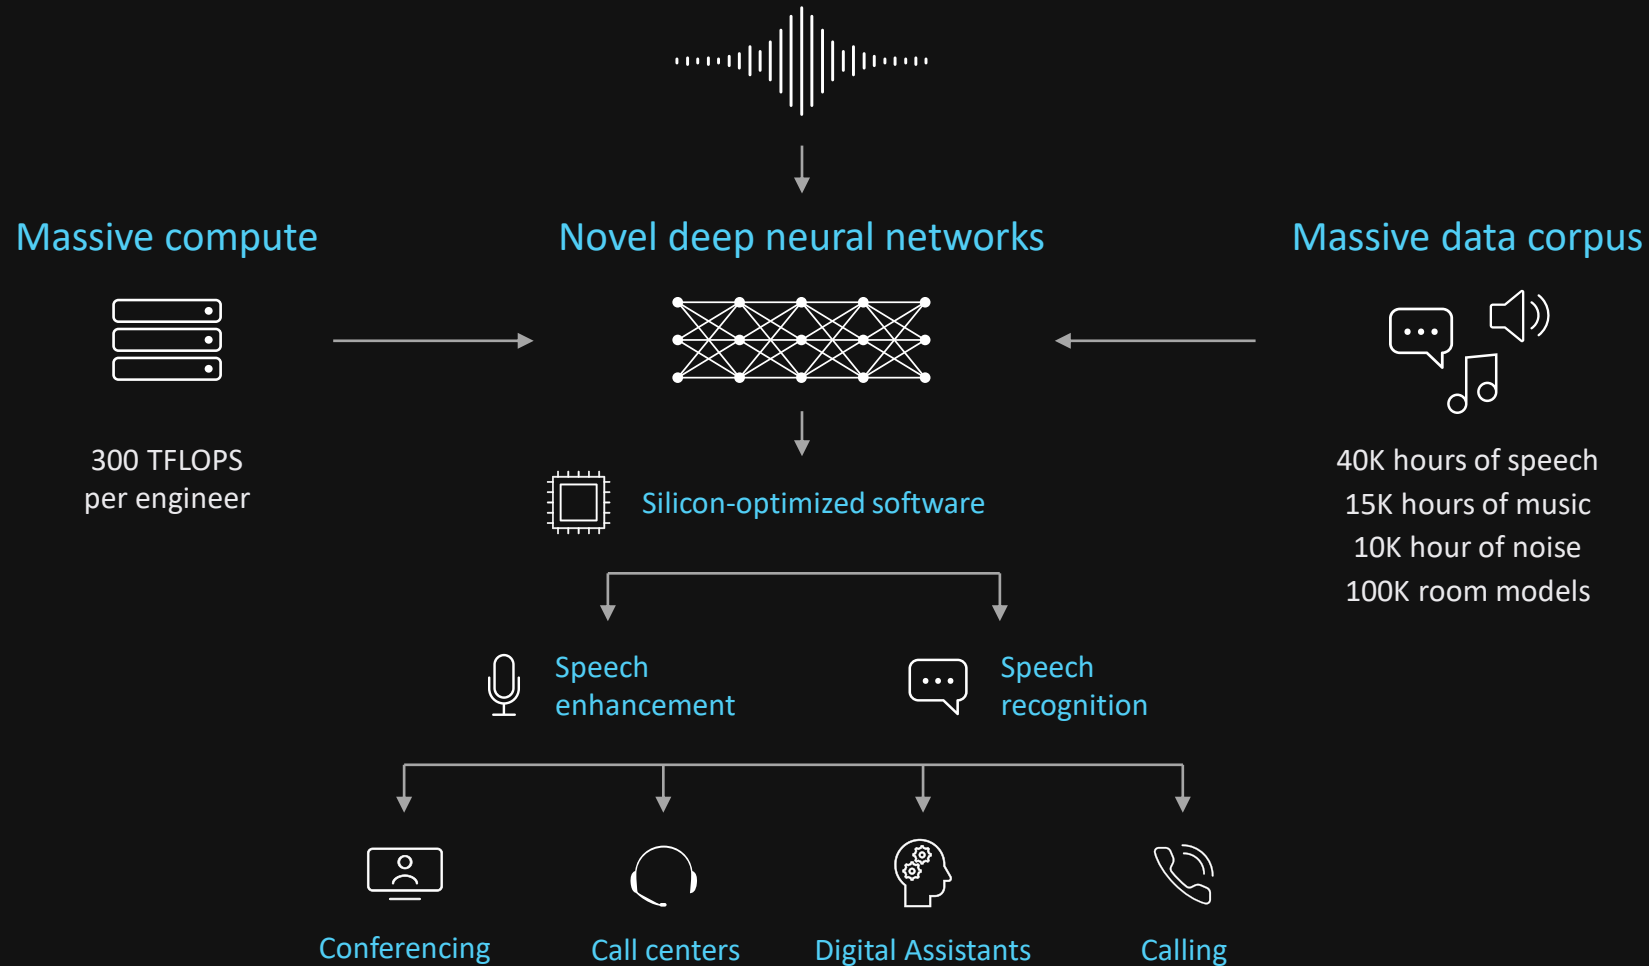 Massive compute
Novel deep neural networks
Massive data corpus
300 TFLOPS
per engineer
40K hours of speech
15K hours of music
10K hour of noise
100K room models
Silicon-optimized software
Speech
enhancement
Speech
recognition
Conferencing
Call centers
Digital Assistants
Calling